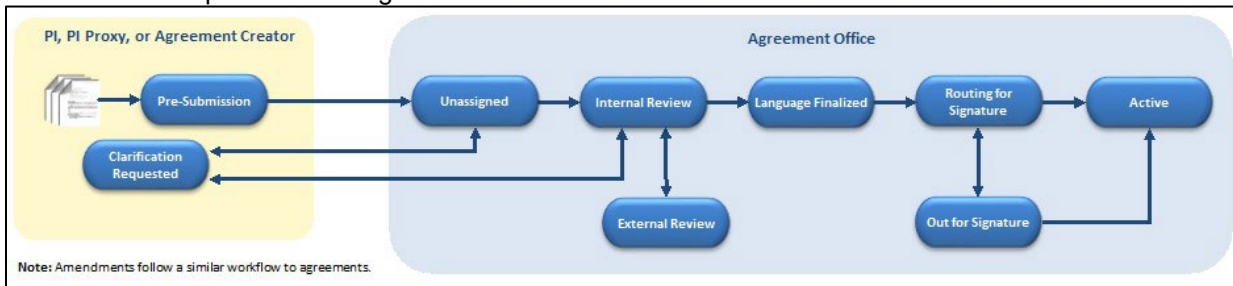 PI, PI Proxy, or Agreement Creator
Agreement Office
Pre-Submission
Unassigned
Internal Review
Language Finalized
Routing for
Signature
Active
Clarification
Requested
External Review
Out for Signature
Note: Amendments follow a similar workflow to agreements.